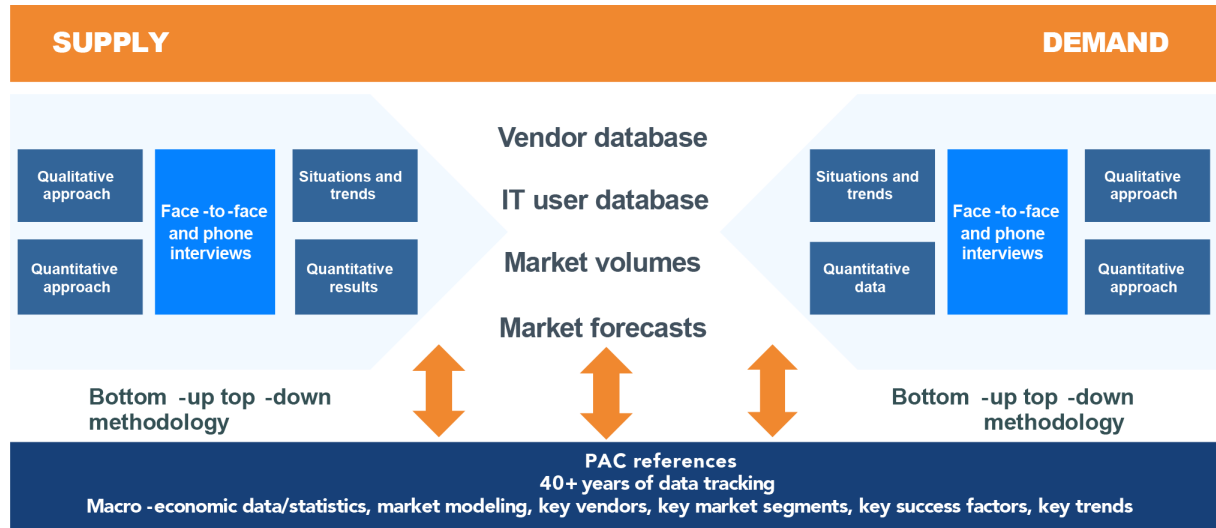 SUPPLY
DEMAND
Qualitative
approach
Quantitative
approach
Face -to -face
and phone
interviews
Situations and
trends
Quantitative
results
Vendor database
IT user database
Market volumes
Market forecasts
Situations and
trends
Quantitative
data
Face -to -face
and phone
interviews
Qualitative
approach
Quantitative
approach
Bottom -up top -down
methodology
Bottom -up top -down
methodology
PAC references
40+ years of data tracking
Macro -economic data/statistics, market modeling, key vendors, key market segments, key success factors, key trends